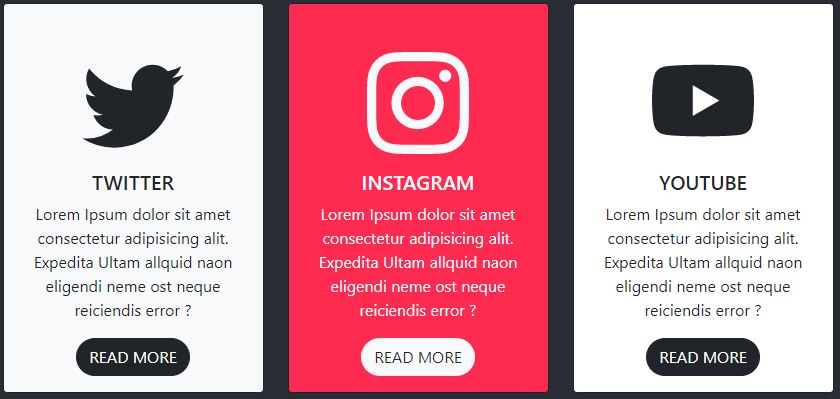 TWITTER
Lorem Ipsum dolor sit amet
consectetur adipisicing alit.
Expedita Ultam allquid naon
eligendi neme ost neque
reiciendis error ?
READ MORE
INSTAGRAM
Lorem Ipsum dolor sit amet
consectetur adipisicing alit.
Expedita Ultam allquid naon
eligendi neme ost neque
reiciendis error ?
READ MORE
YOUTUBE
Lorem Ipsum dolor sit amet
consectetur adipisicing alit.
Expedita Ultam allquid naon
eligendi neme ost neque
reiciendis error ?
READ MORE